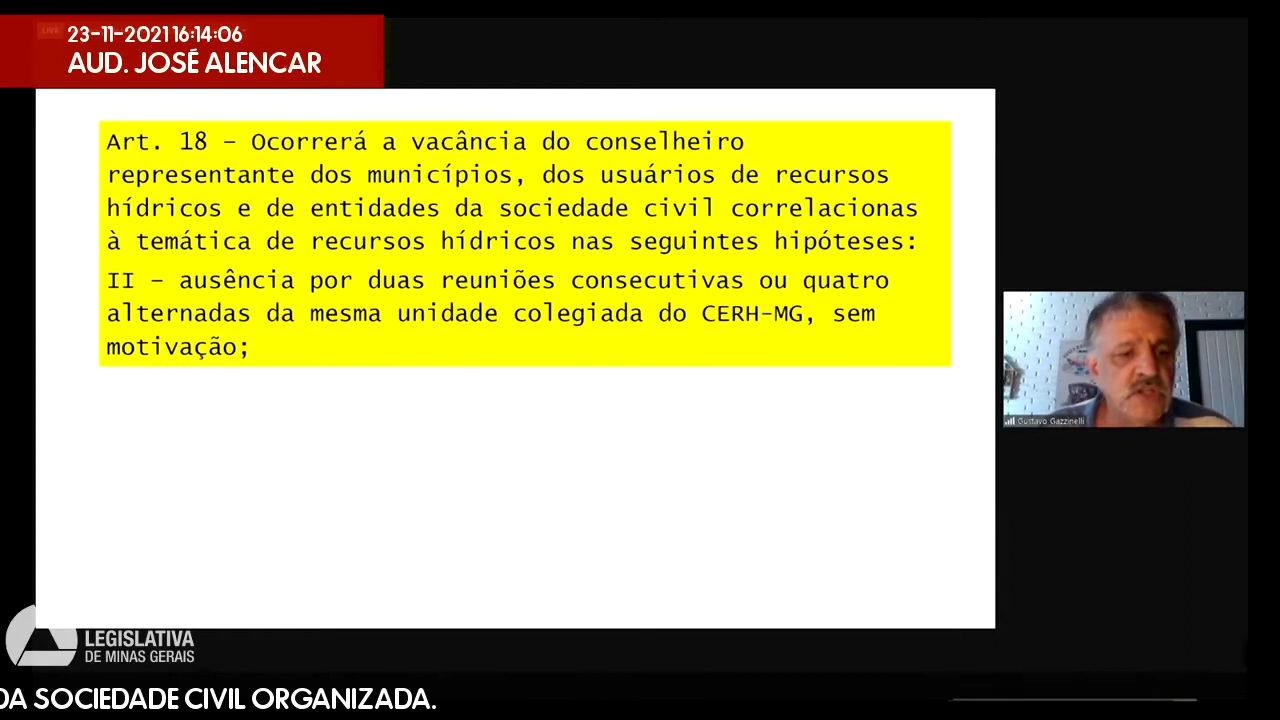 LIVE
23-11-2021 16:14:06
AUD. JOSÉ ALENCAR
Art. 18 – Ocorrerá a vacância do conselheiro
representante dos municípios, dos usuários de recursos
hídricos e de entidades da sociedade civil correlacionas
à temática de recursos hídricos nas seguintes hipóteses:
II – ausência por duas reuniões consecutivas ou quatro
alternadas da mesma unidade colegiada do CERH-MG, sem
motivação;
Gustavo Gazzinelli
LEGISLATIVA
DE MINAS GERAIS
DA SOCIEDADE CIVIL ORGANIZADA.